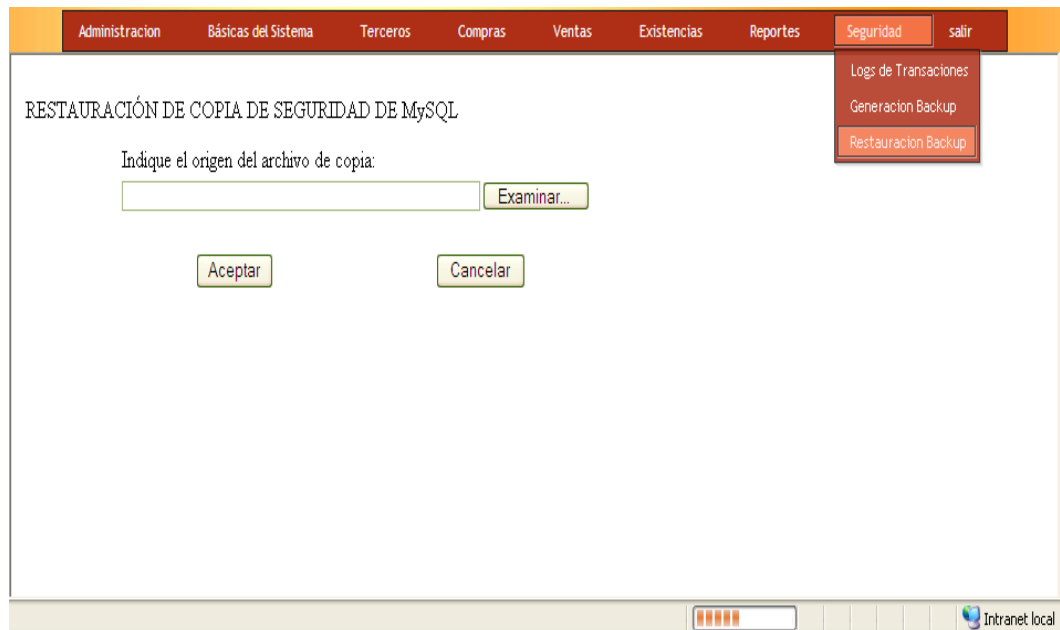 Administracion Básicas del Sistema Terceros Compras Ventas Existencias Reportes Seguridad salir
Logs de Transaciones
Generacion Backup
Restauracion Backup
RESTAURACIÓN DE COPIA DE SEGURIDAD DE MySQL
Indique el origen del archivo de copia:
Examinar...
Aceptar Cancelar
Intranet local